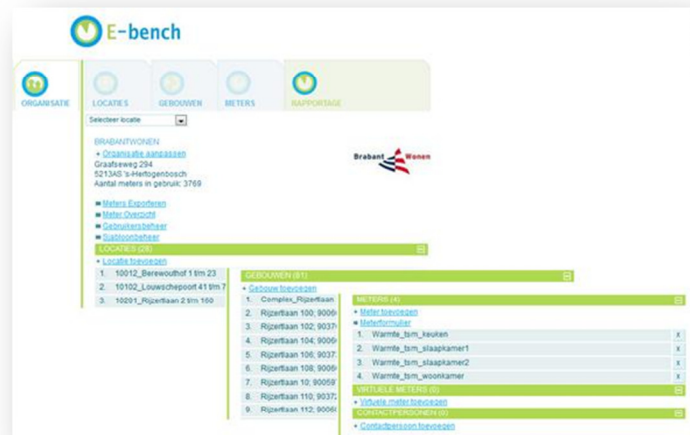 E-bench
ORGANISATIE
LOCATIES
GEBOUWEN
METERS
RAPPORTAGE
Selecteer locatie
BRABANTWONEN
Organisatie aanpassen
Graafseweg 294
5213AS 's-Hertogenbosch
Aantal meters in gebruik: 3769
Brabant Wonen
Meters Exporteren
Meter Overzicht
Gebruikersbeheer
Sjabloonbeheer
LOCATIES (28)
Locatie toevoegen
1. 10012_Berewouthof 1 t/m 23
2. 10102_Louwschepoort 41 t/m 7
3. 10201_Rijzertlaan 2 t/m 160
GEBOUWEN (81)
Gebouw toevoegen
1. Complex_Rijzertlaan
2. Rijzertlaan 100; 9006
3. Rijzertlaan 102; 9037
4. Rijzertlaan 104; 9006
5. Rijzertlaan 106; 9037
6. Rijzertlaan 108; 9006
7. Rijzertlaan 10; 90059
8. Rijzertlaan 110; 9037
9. Rijzertlaan 112; 9006
METERS (4)
Meter toevoegen
Meterformulier
1. Warmte_tsm_keuken x
2. Warmte_tsm_slaapkamer1 x
3. Warmte_tsm_slaapkamer2 x
4. Warmte_tsm_woonkamer x
VIRTUELE METERS (0)
Virtuele meter toevoegen
CONTACTPERSONEN (0)
Contactpersoon toevoegen